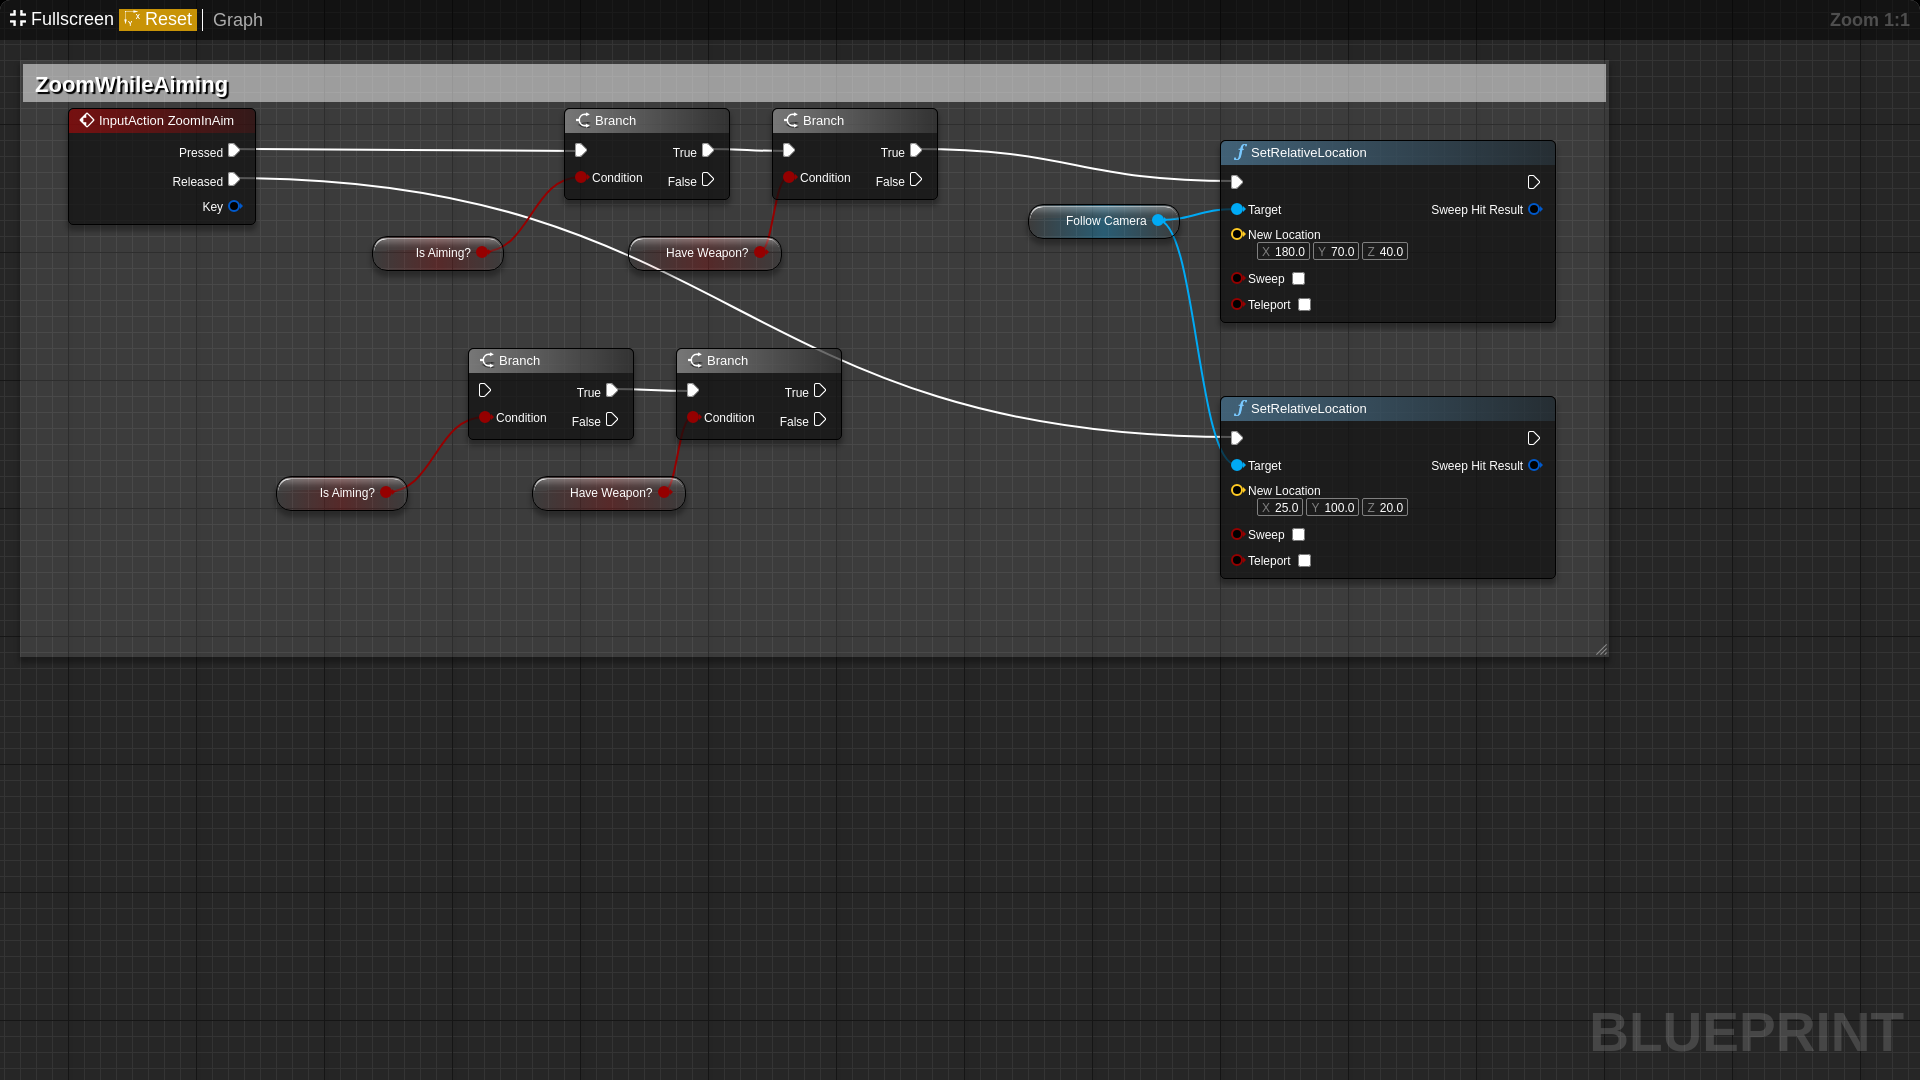 Fullscreen Reset Graph Zoom 1:1
ZoomWhileAiming
InputAction ZoomInAim
Pressed
Released
Key
Branch
True
Condition
False
Branch
True
Condition
False
Is Aiming?
Have Weapon?
Follow Camera
SetRelativeLocation
Target Sweep Hit Result
New Location
X 180.0 Y 70.0 Z 40.0
Sweep
Teleport
Branch
True
Condition
False
Branch
True
Condition
False
Is Aiming?
Have Weapon?
SetRelativeLocation
Target Sweep Hit Result
New Location
X 25.0 Y 100.0 Z 20.0
Sweep
Teleport
BLUEPRINT